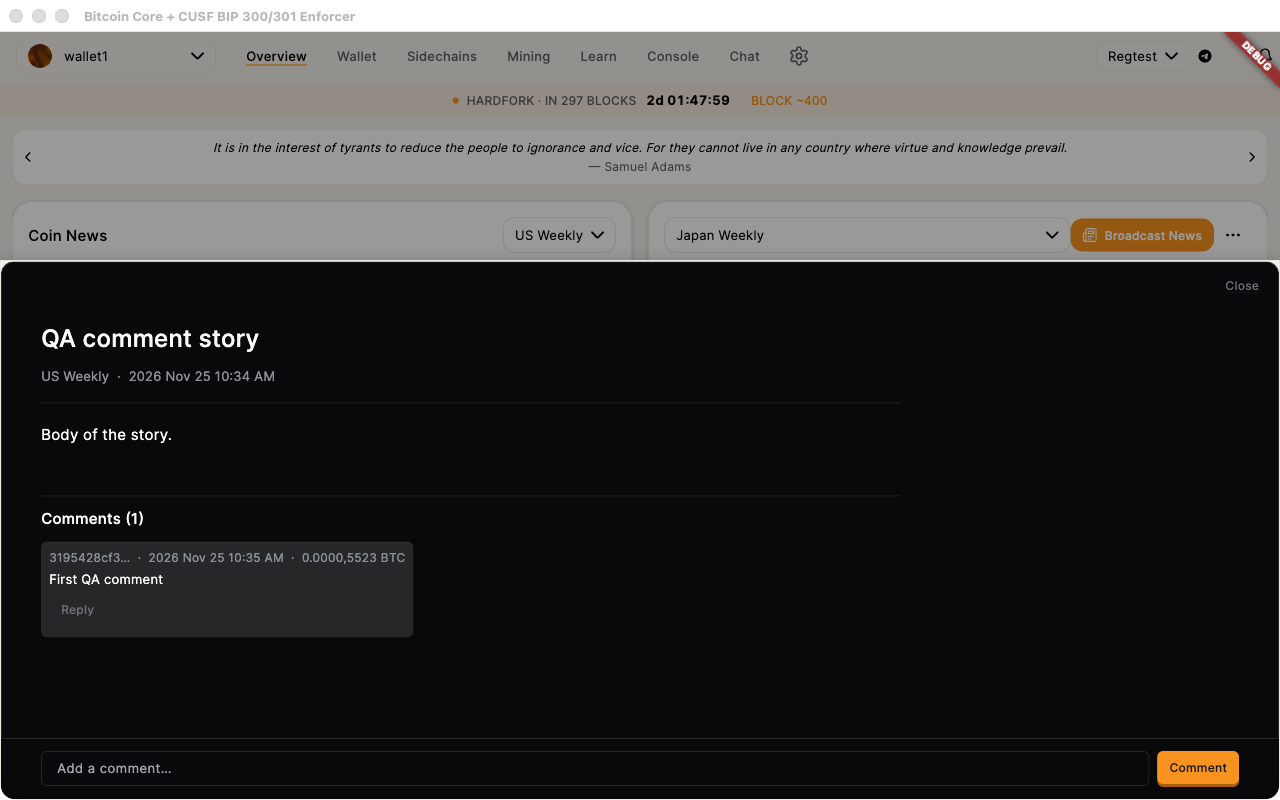 Bitcoin Core + CUSF BIP 300/301 Enforcer
wallet1
Overview
Wallet
Sidechains
Mining
Learn
Console
Chat
Regtest
DEBUG
HARDFORK · IN 297 BLOCKS 2d 01:47:59 BLOCK ~400
It is in the interest of tyrants to reduce the people to ignorance and vice. For they cannot live in any country where virtue and knowledge prevail.
— Samuel Adams
Coin News
US Weekly
Japan Weekly
Broadcast News
Close
QA comment story
US Weekly · 2026 Nov 25 10:34 AM
Body of the story.
Comments (1)
3195428cf3... · 2026 Nov 25 10:35 AM · 0.0000,5523 BTC
First QA comment
Reply
Add a comment...
Comment